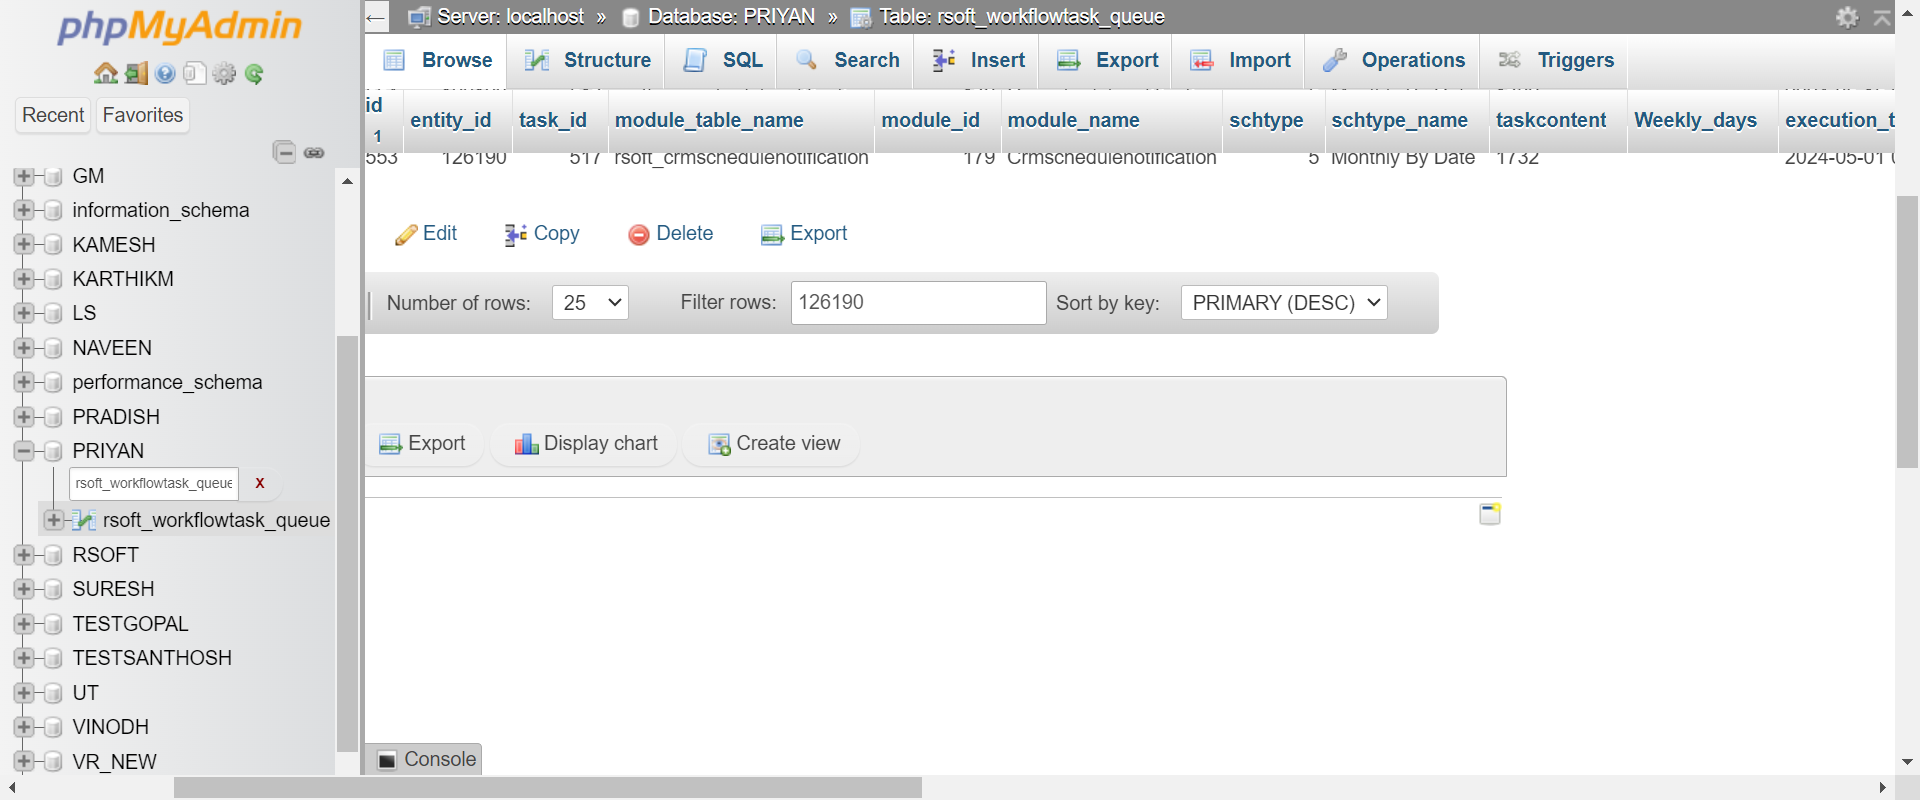 phpMyAdmin
Recent
Favorites
GM
information_schema
KAMESH
KARTHIKM
LS
NAVEEN
performance_schema
PRADISH
PRIYAN
rsoft_workflowtask_queue
X
rsoft_workflowtask_queue
RSOFT
SURESH
TESTGOPAL
TESTSANTHOSH
UT
VINODH
VR_NEW
Server: localhost » Database: PRIYAN » Table: rsoft_workflowtask_queue
Browse Structure SQL Search Insert Export Import Operations Triggers
id 1 entity_id task_id module_table_name module_id module_name schtype schtype_name taskcontent Weekly_days execution_t
553 126190 517 rsoft_crmschedulenotification 179 Crmschedulenotification 5 Monthly By Date 1732 2024-05-01
Edit Copy Delete Export
Number of rows: 25 Filter rows: 126190 Sort by key: PRIMARY (DESC)
Export Display chart Create view
Console